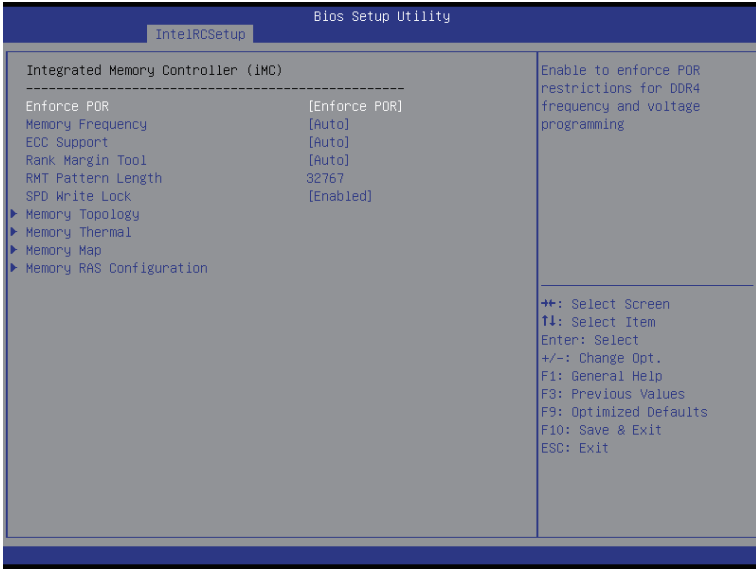 Bios Setup Utility
IntelRCSetup
Integrated Memory Controller (iMC)
--------------------------------------------------
Enforce POR [Enforce POR]
Memory Frequency [Auto]
ECC Support [Auto]
Rank Margin Tool [Auto]
RMT Pattern Length 32767
SPD Write Lock [Enabled]
Memory Topology
Memory Thermal
Memory Map
Memory RAS Configuration
Enable to enforce POR
restrictions for DDR4
frequency and voltage
programming
→←: Select Screen
↑↓: Select Item
Enter: Select
+/-: Change Opt.
F1: General Help
F3: Previous Values
F9: Optimized Defaults
F10: Save & Exit
ESC: Exit